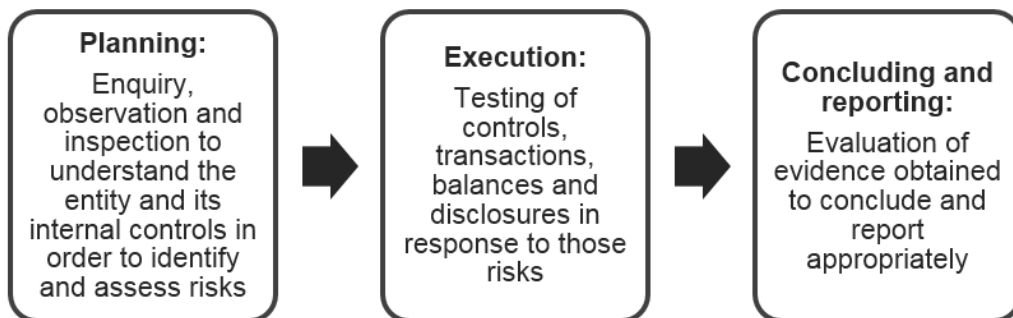 Planning:
Enquiry,
observation and
inspection to
understand the
entity and its
internal controls in
order to identify
and assess risks
Execution:
Testing of
controls,
transactions,
balances and
disclosures in
response to those
risks
Concluding and
reporting:
Evaluation of
evidence obtained
to conclude and
report
appropriately